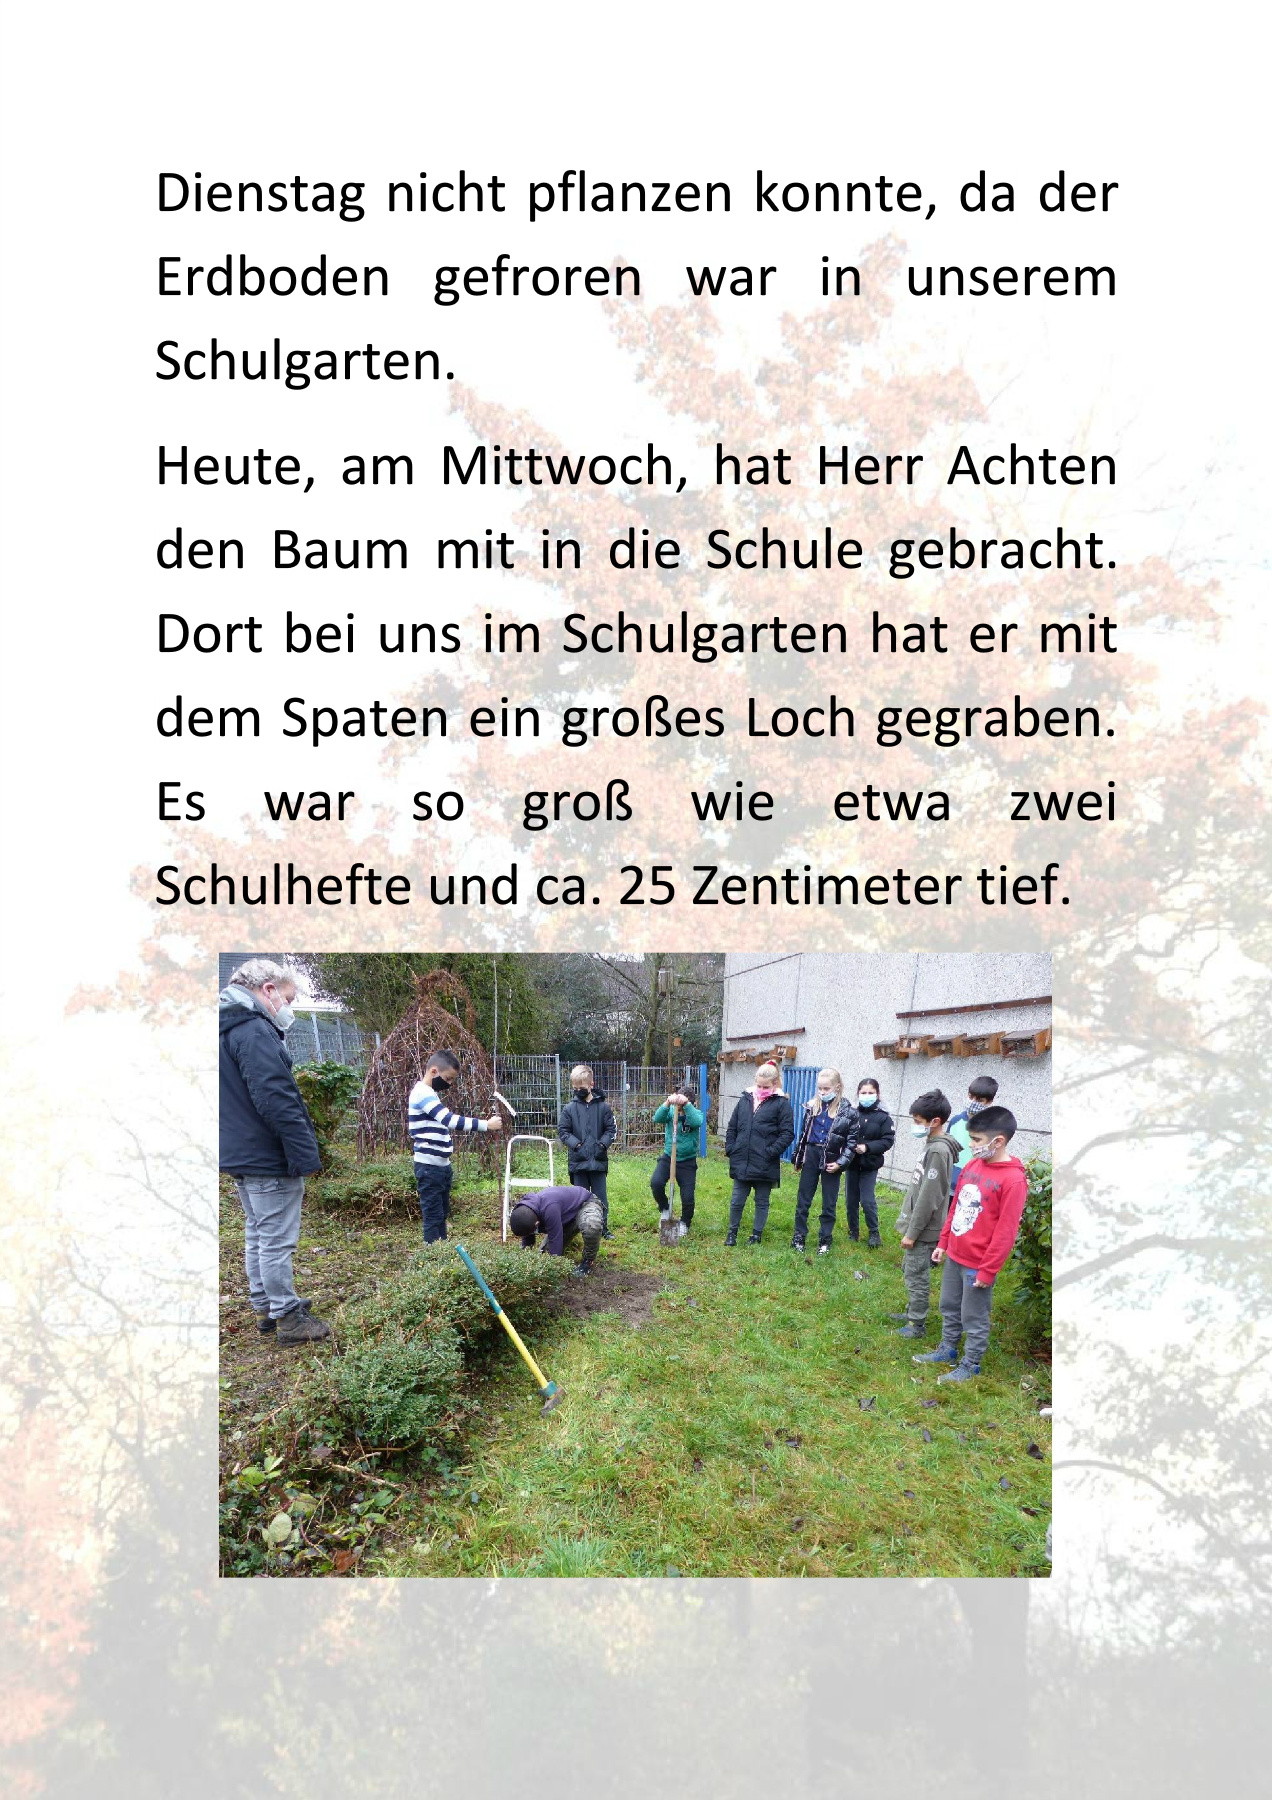 Dienstag nicht pflanzen konnte, da der
Erdboden gefroren war in unserem
Schulgarten.
Heute, am Mittwoch, hat Herr Achten
den Baum mit in die Schule gebracht.
Dort bei uns im Schulgarten hat er mit
dem Spaten ein großes Loch gegraben.
Es war so groß wie etwa zwei
Schulhefte und ca. 25 Zentimeter tief.